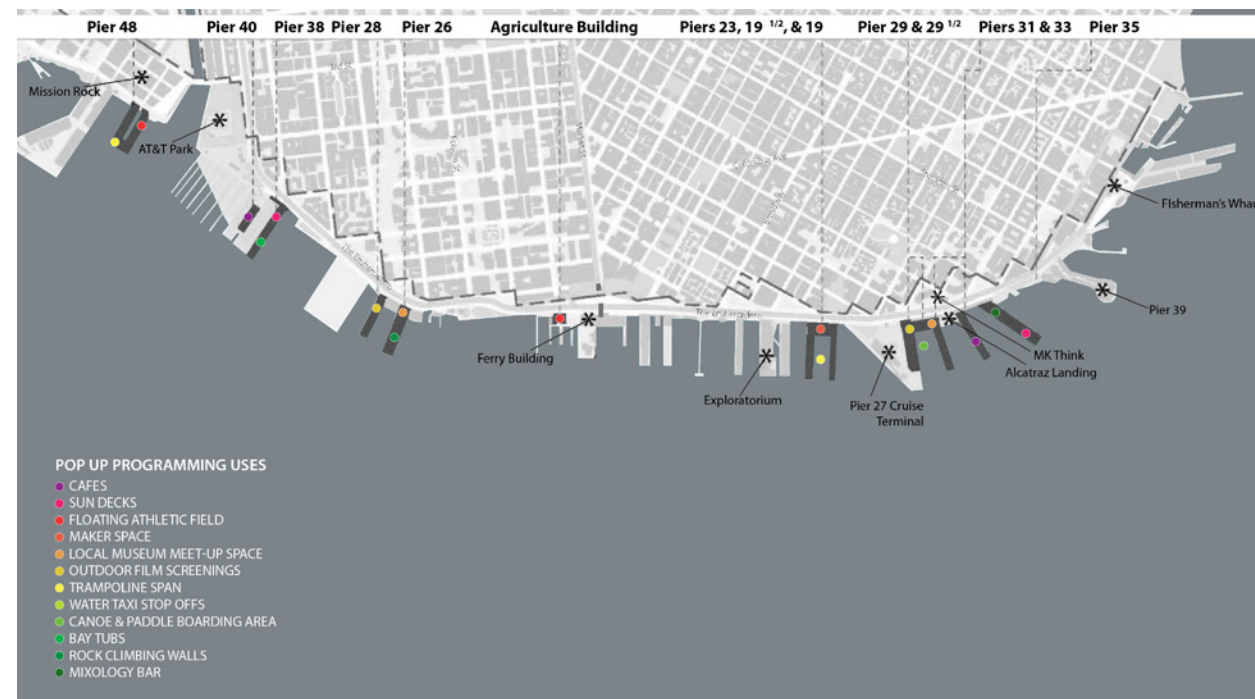 Pier 48 Pier 40 Pier 38 Pier 28 Pier 26 Agriculture Building Piers 23, 19 1/2, & 19 Pier 29 & 29 1/2 Piers 31 & 33 Pier 35
Mission Rock
AT&T Park
Columbus Ave
FIsherman's Whar
The Embarcadero
Pier 39
Ferry Building
MK Think
Alcatraz Landing
Exploratorium
Pier 27 Cruise
Terminal
POP UP PROGRAMMING USES
CAFES
SUN DECKS
FLOATING ATHLETIC FIELD
MAKER SPACE
LOCAL MUSEUM MEET-UP SPACE
OUTDOOR FILM SCREENINGS
TRAMPOLINE SPAN
WATER TAXI STOP OFFS
CANOE & PADDLE BOARDING AREA
BAY TUBS
ROCK CLIMBING WALLS
MIXOLOGY BAR